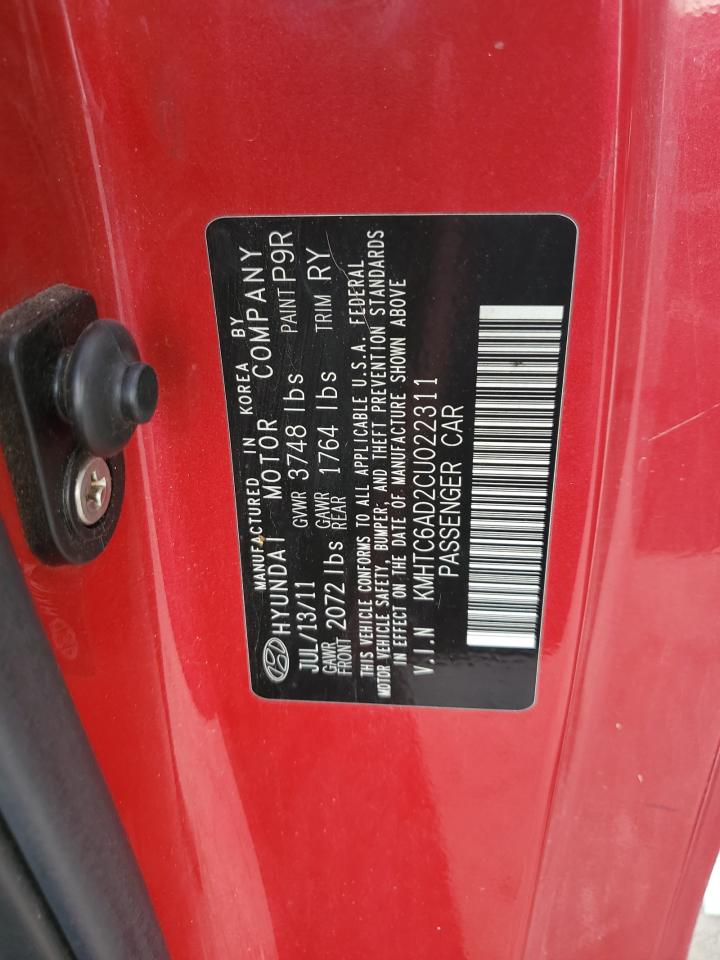 MANUFACTURED IN KOREA BY
HYUNDAI MOTOR COMPANY
JUL/13/11 GVWR 3748 lbs PAINT P9R
GAWR FRONT 2072 lbs GAWR REAR 1764 lbs TRIM RY
THIS VEHICLE CONFORMS TO ALL APPLICABLE U.S.A. FEDERAL
MOTOR VEHICLE SAFETY, BUMPER, AND THEFT PREVENTION STANDARDS
IN EFFECT ON THE DATE OF MANUFACTURE SHOWN ABOVE
V.I.N KMHTC6AD2CU022311
PASSENGER CAR